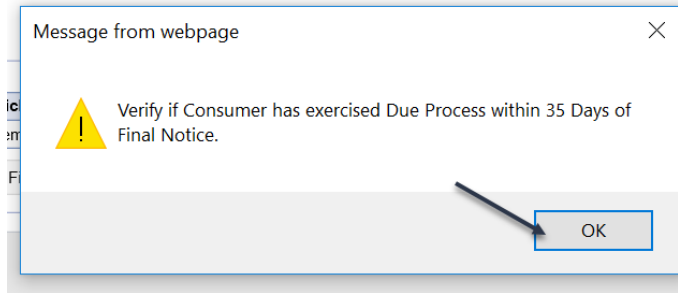 Message from webpage
Verify if Consumer has exercised Due Process within 35 Days of
Final Notice.
OK